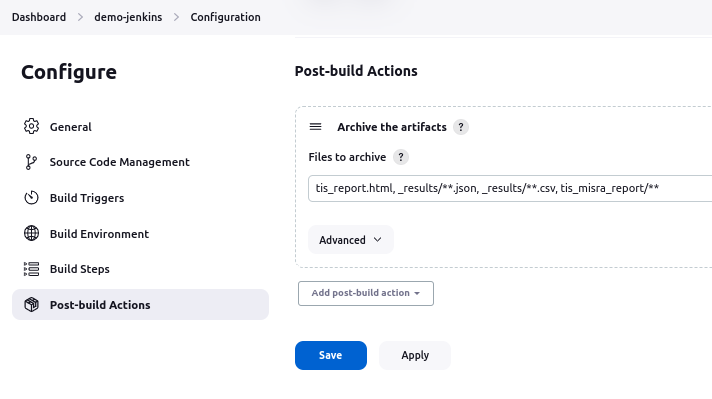 Dashboard > demo-jenkins > Configuration
Configure
General
Source Code Management
Build Triggers
Build Environment
Build Steps
Post-build Actions
Post-build Actions
Archive the artifacts ?
Files to archive ?
tis_report.html, _results/**.json, _results/**.csv, tis_misra_report/**
Advanced
Add post-build action
Save
Apply